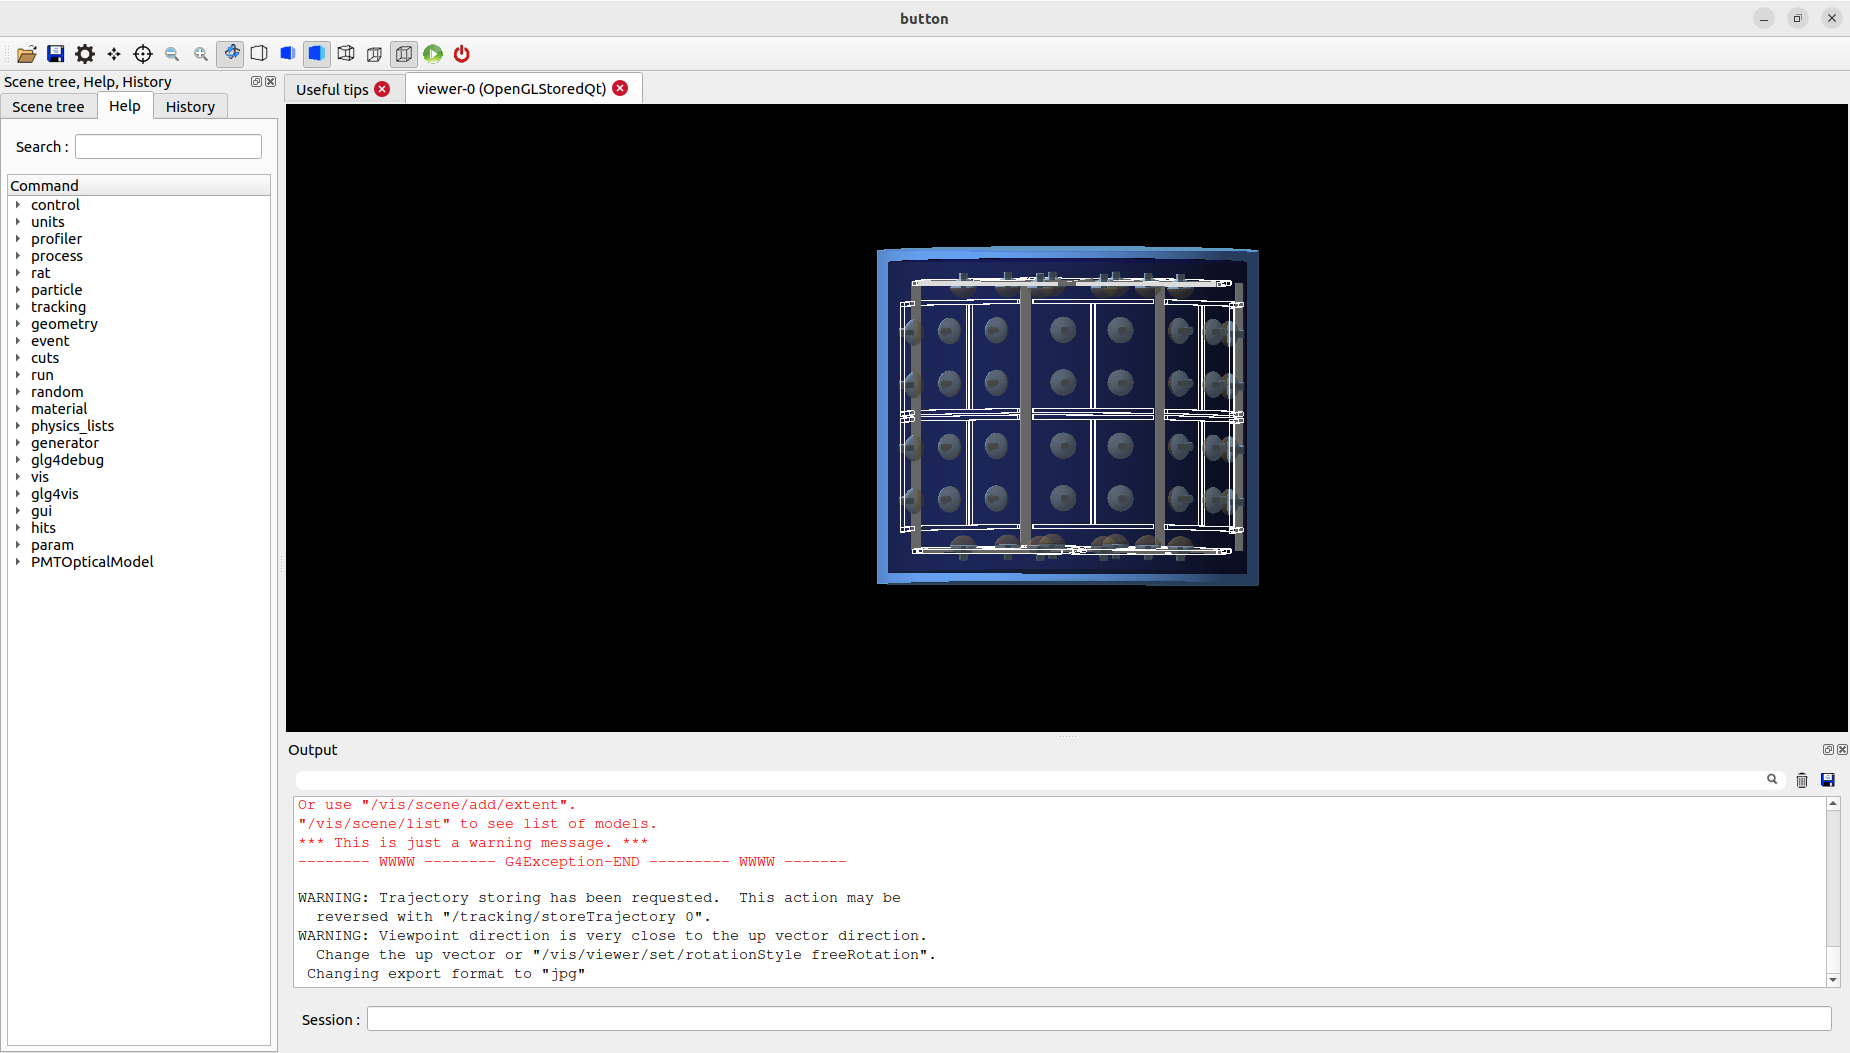 button
Scene tree, Help, History
Scene tree
Help
History
Search :
Command
control
units
profiler
process
rat
particle
tracking
geometry
event
cuts
run
random
material
physics_lists
generator
glg4debug
vis
glg4vis
gui
hits
param
PMTOpticalModel
Useful tips
viewer-0 (OpenGLStoredQt)
Output
Or use "/vis/scene/add/extent".
"/vis/scene/list" to see list of models.
*** This is just a warning message. ***
-------- WWWW -------- G4Exception-END --------- WWWW -------
WARNING: Trajectory storing has been requested.  This action may be
reversed with "/tracking/storeTrajectory 0".
WARNING: Viewpoint direction is very close to the up vector direction.
Change the up vector or "/vis/viewer/set/rotationStyle freeRotation".
Changing export format to "jpg"
Session :